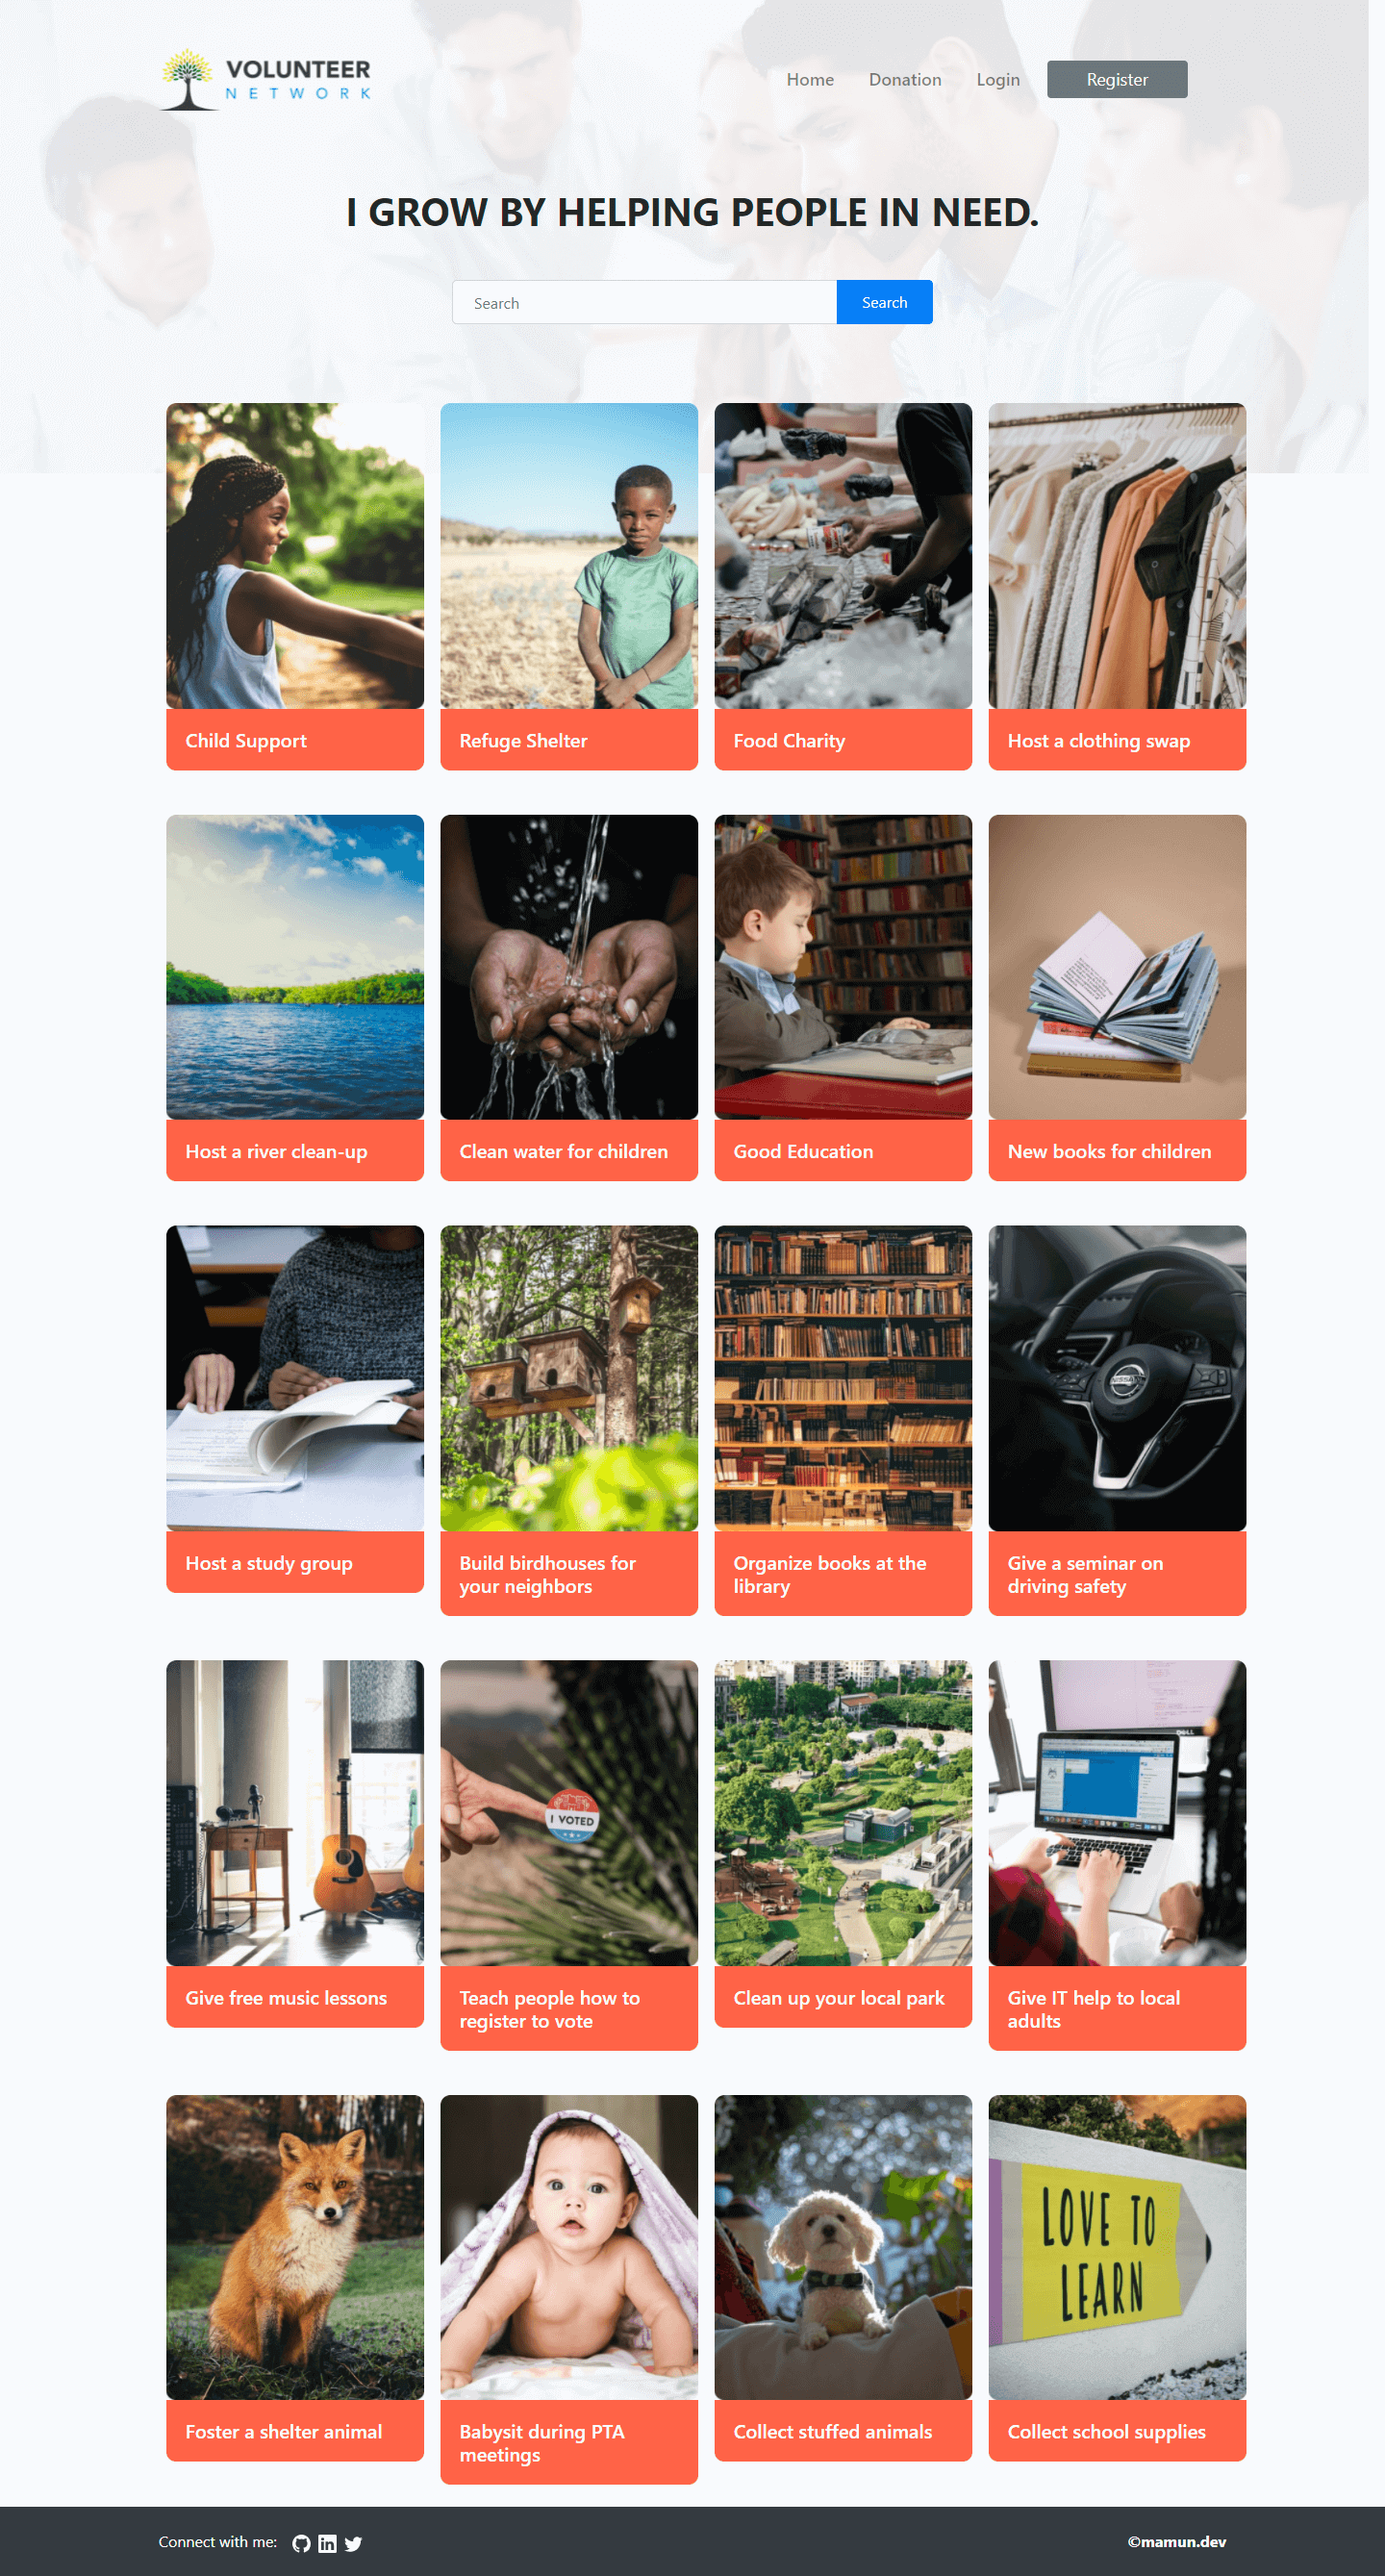 VOLUNTEER
NETWORK
Home
Donation
Login
Register
I GROW BY HELPING PEOPLE IN NEED.
Search
Search
Child Support
Refuge Shelter
Food Charity
Host a clothing swap
Host a river clean-up
Clean water for children
Good Education
New books for children
NISSAN
Host a study group
Build birdhouses for
your neighbors
Organize books at the
library
Give a seminar on
driving safety
I VOTED
DELL
Give free music lessons
Teach people how to
register to vote
Clean up your local park
Give IT help to local
adults
LOVE TO
LEARN
Foster a shelter animal
Babysit during PTA
meetings
Collect stuffed animals
Collect school supplies
Connect with me:
in
©mamun.dev